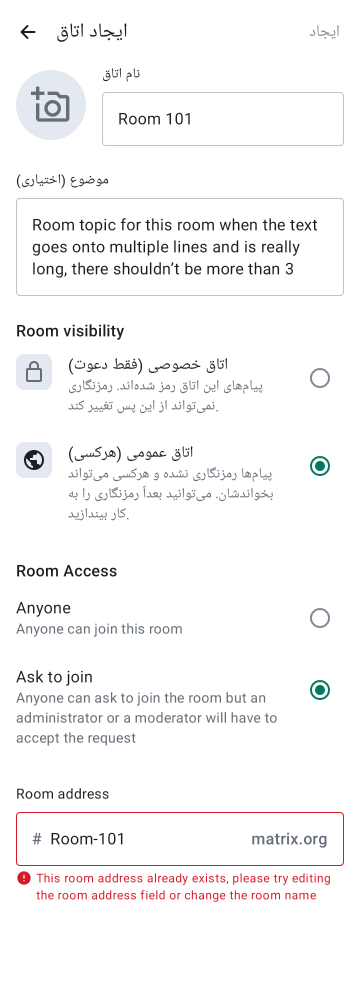 ایجاد اتاق
ایجاد
نام اتاق
Room 101
موضوع (اختیاری)
Room topic for this room when the text
goes onto multiple lines and is really
long, there shouldn’t be more than 3
Room visibility
اتاق خصوصی (فقط دعوت)
پیام‌های این اتاق رمز شده‌اند. رمزنگاری
نمی‌تواند از این پس تغییر کند.
اتاق عمومی (هرکسی)
پیام‌ها رمزنگاری نشده و هرکسی می‌تواند
بخواندشان. می‌توانید بعداً رمزنگاری را به
کار بیندازید.
Room Access
Anyone
Anyone can join this room
Ask to join
Anyone can ask to join the room but an
administrator or a moderator will have to
accept the request
Room address
# Room-101 matrix.org
This room address already exists, please try editing
the room address field or change the room name